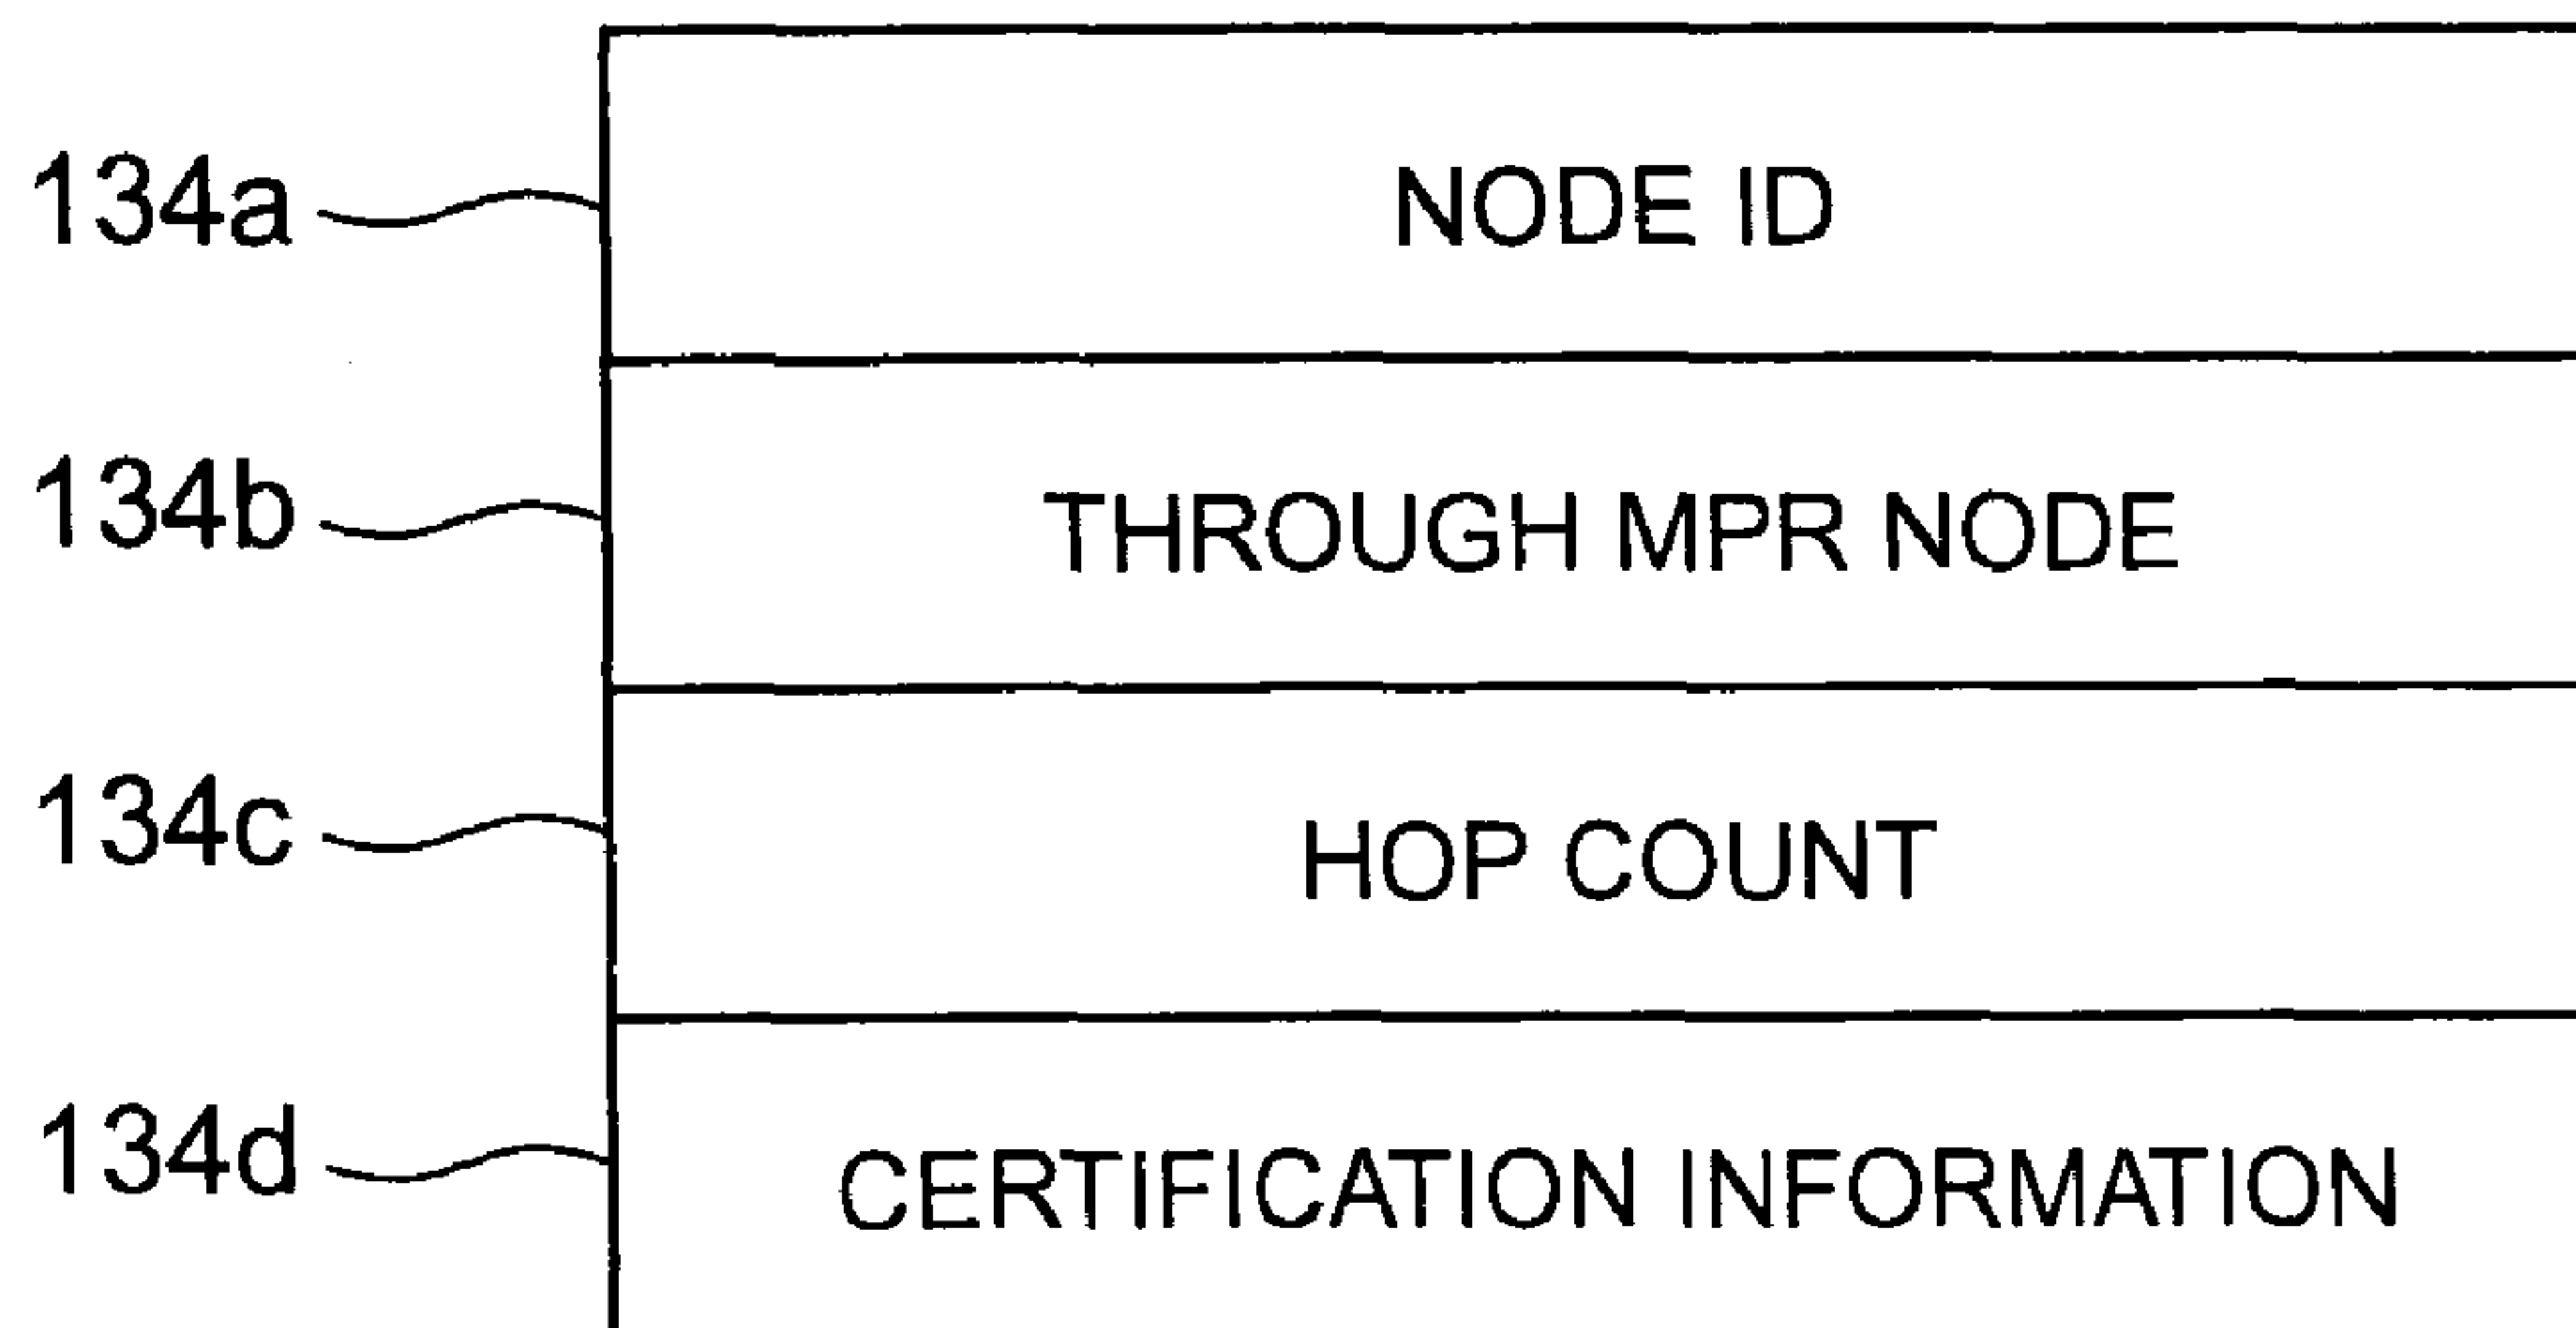 134a NODE ID
134b THROUGH MPR NODE
134c HOP COUNT
134d CERTIFICATION INFORMATION